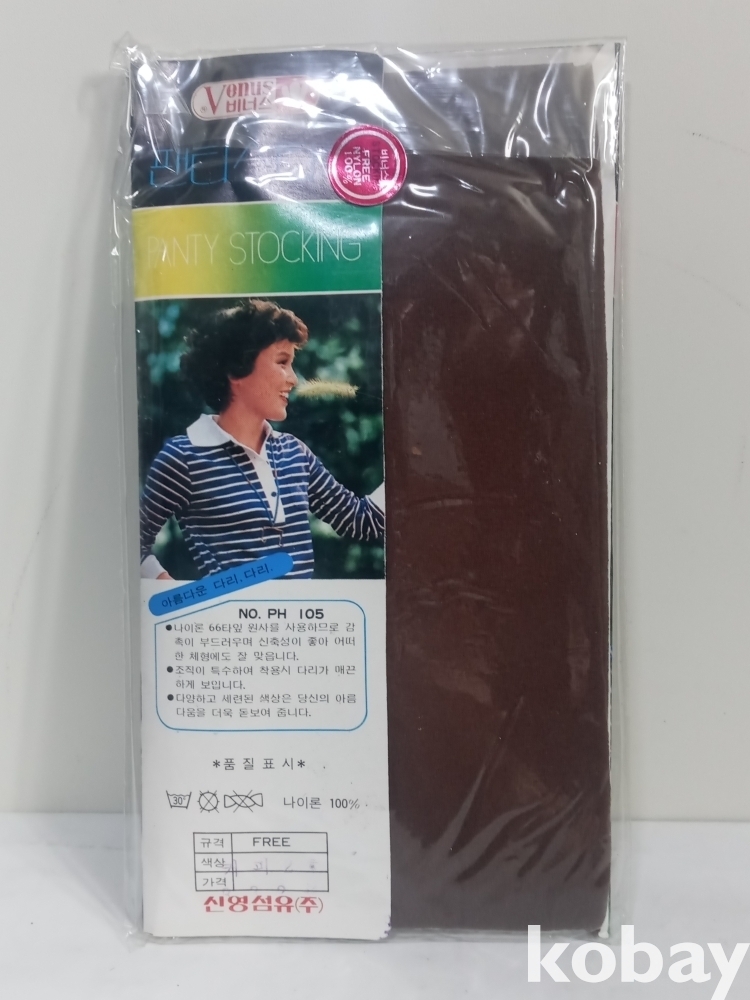 Venus
비너스
비너스
FREE
NYLON
100%
PANTY STOCKING
아름다운 다리. 다리.
NO. PH 105
●나이론 66타잎 원사를 사용하므로 감
촉이 부드러우며 신축성이 좋아 어떠
한 체형에도 잘 맞읍니다.
●조직이 특수하여 착용시 다리가 매끈
하게 보입니다.
●다양하고 세련된 색상은 당신의 아름
다움을 더욱 돋보여 줍니다.
*품질표시*
30° 나이론 100%
규격 FREE
색상
가격
신영섬유(주)
kobay